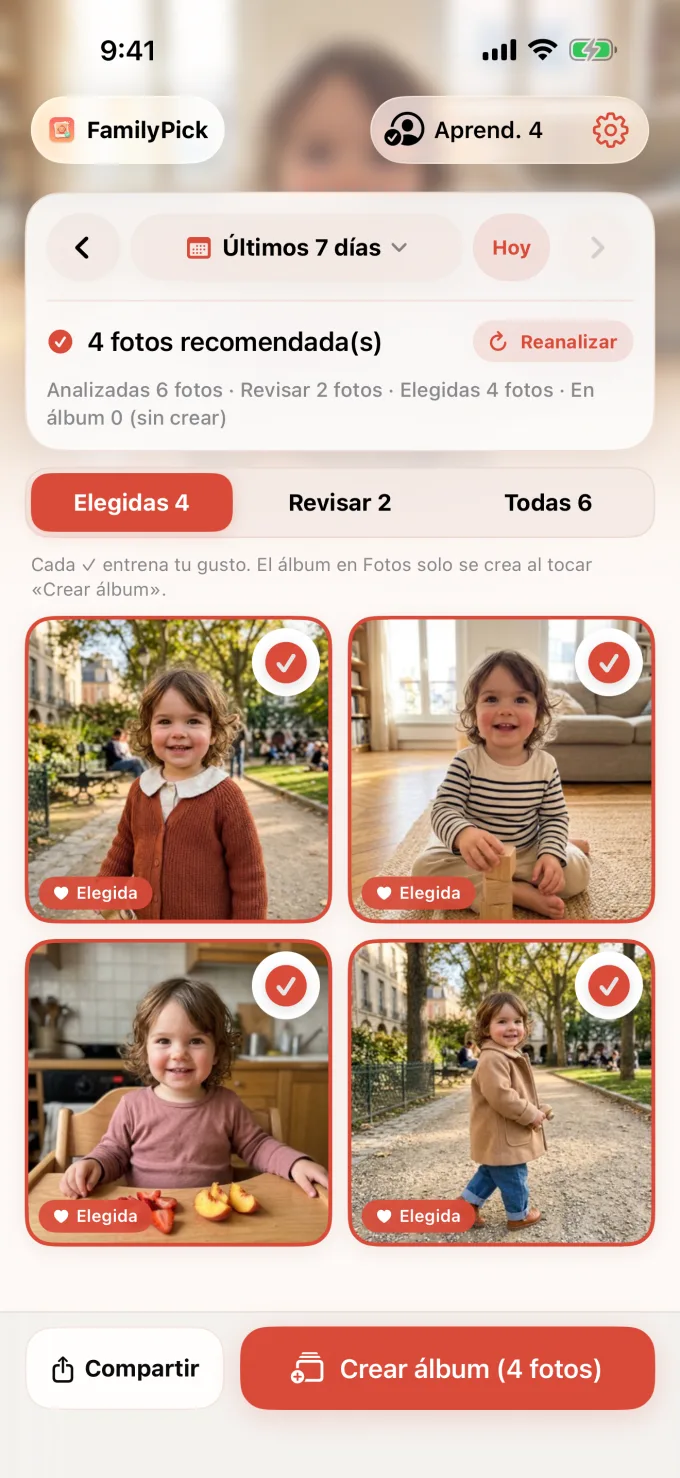 9:41
FamilyPick
Aprend. 4
Últimos 7 días
Hoy
4 fotos recomendada(s)
Reanalizar
Analizadas 6 fotos · Revisar 2 fotos · Elegidas 4 fotos · En
álbum 0 (sin crear)
Elegidas 4
Revisar 2
Todas 6
Cada ✓ entrena tu gusto. El álbum en Fotos solo se crea al tocar
«Crear álbum».
Elegida
Elegida
Elegida
Elegida
Compartir
Crear álbum (4 fotos)